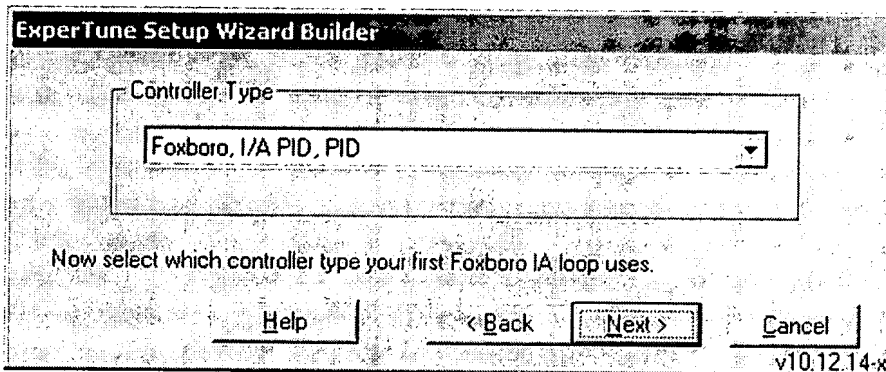 ExperTune Setup Wizard Builder
Controller Type
Foxboro, I/A PID, PID
Now select which controller type your first Foxboro IA loop uses.
Help < Back Next > Cancel
v10.12.14-x